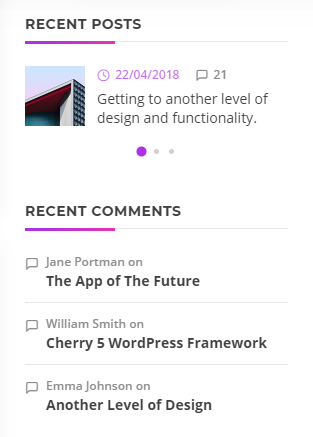 RECENT POSTS
22/04/2018 21
Getting to another level of
design and functionality.
RECENT COMMENTS
Jane Portman on
The App of The Future
William Smith on
Cherry 5 WordPress Framework
Emma Johnson on
Another Level of Design